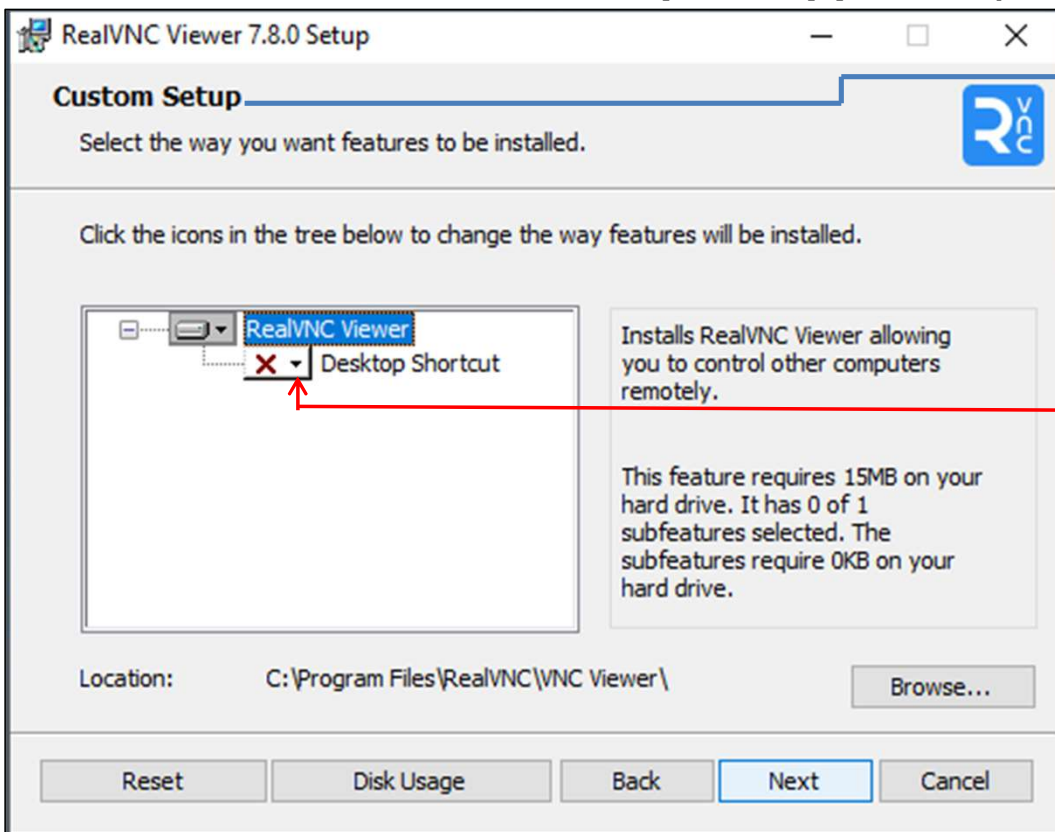 RealVNC Viewer 7.8.0 Setup
Custom Setup
Select the way you want features to be installed.
R VNC
Click the icons in the tree below to change the way features will be installed.
RealVNC Viewer
Desktop Shortcut
Installs RealVNC Viewer allowing
you to control other computers
remotely.
This feature requires 15MB on your
hard drive. It has 0 of 1
subfeatures selected. The
subfeatures require 0KB on your
hard drive.
Location: C:\Program Files\RealVNC\VNC Viewer\
Browse...
Reset Disk Usage Back Next Cancel